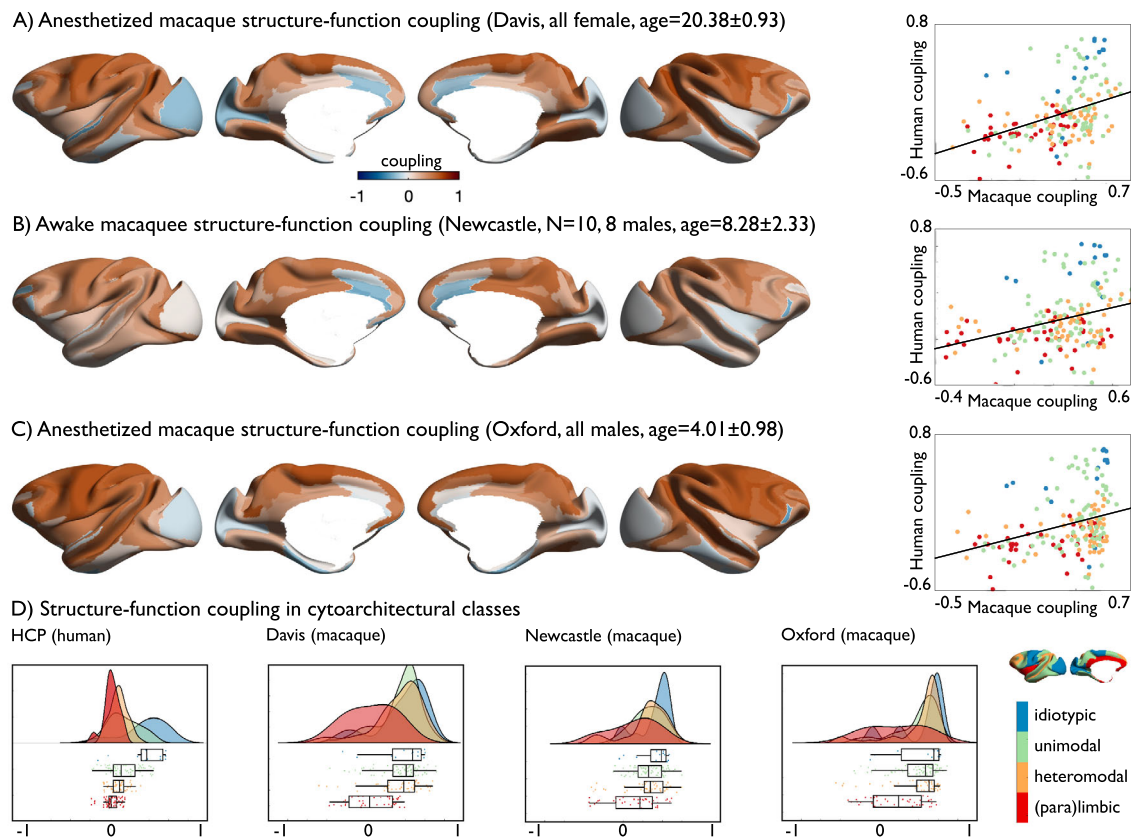 A) Anesthetized macaque structure-function coupling (Davis, all female, age=20.38±0.93)
coupling
-1 0 1
0.8
Human coupling
-0.6
-0.5 Macaque coupling 0.7
B) Awake macaquee structure-function coupling (Newcastle, N=10, 8 males, age=8.28±2.33)
0.8
Human coupling
-0.6
-0.4 Macaque coupling 0.6
C) Anesthetized macaque structure-function coupling (Oxford, all males, age=4.01±0.98)
0.8
Human coupling
-0.6
-0.5 Macaque coupling 0.7
D) Structure-function coupling in cytoarchitectural classes
HCP (human) Davis (macaque) Newcastle (macaque) Oxford (macaque)
-1 0 1 -1 0 1 -1 0 1 -1 0 1
idiotypic
unimodal
heteromodal
(para)limbic